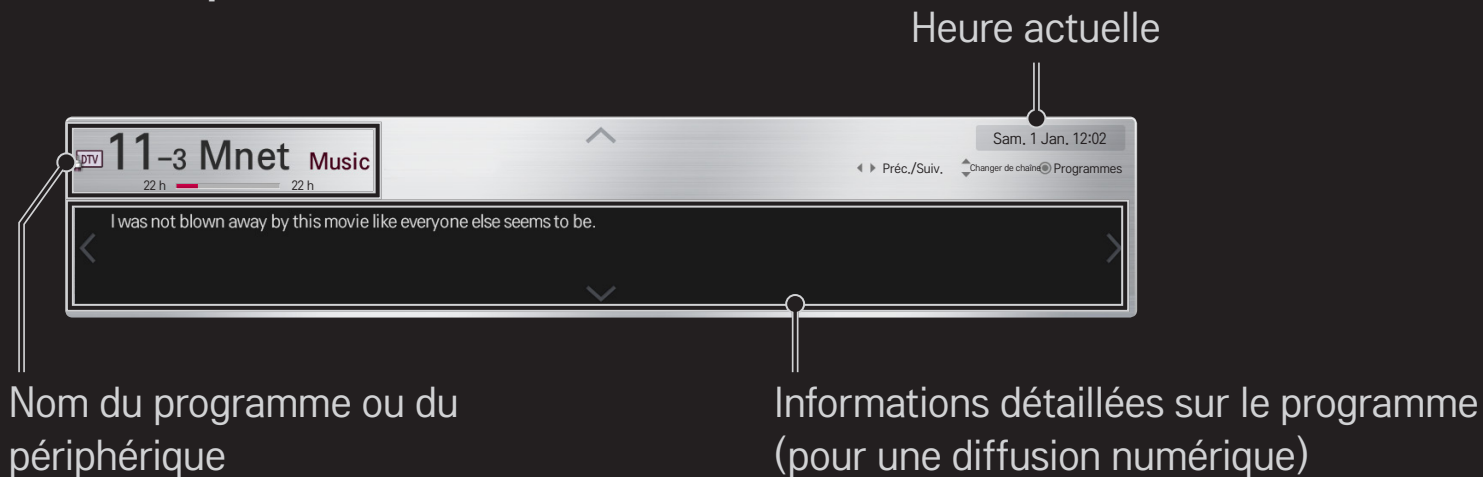 Heure actuelle
DTV 11-3 Mnet Music
22 h 22 h
Sam. 1 Jan. 12:02
Préc./Suiv. Changer de chaîne Programmes
I was not blown away by this movie like everyone else seems to be.
Nom du programme ou du
périphérique
Informations détaillées sur le programme
(pour une diffusion numérique)